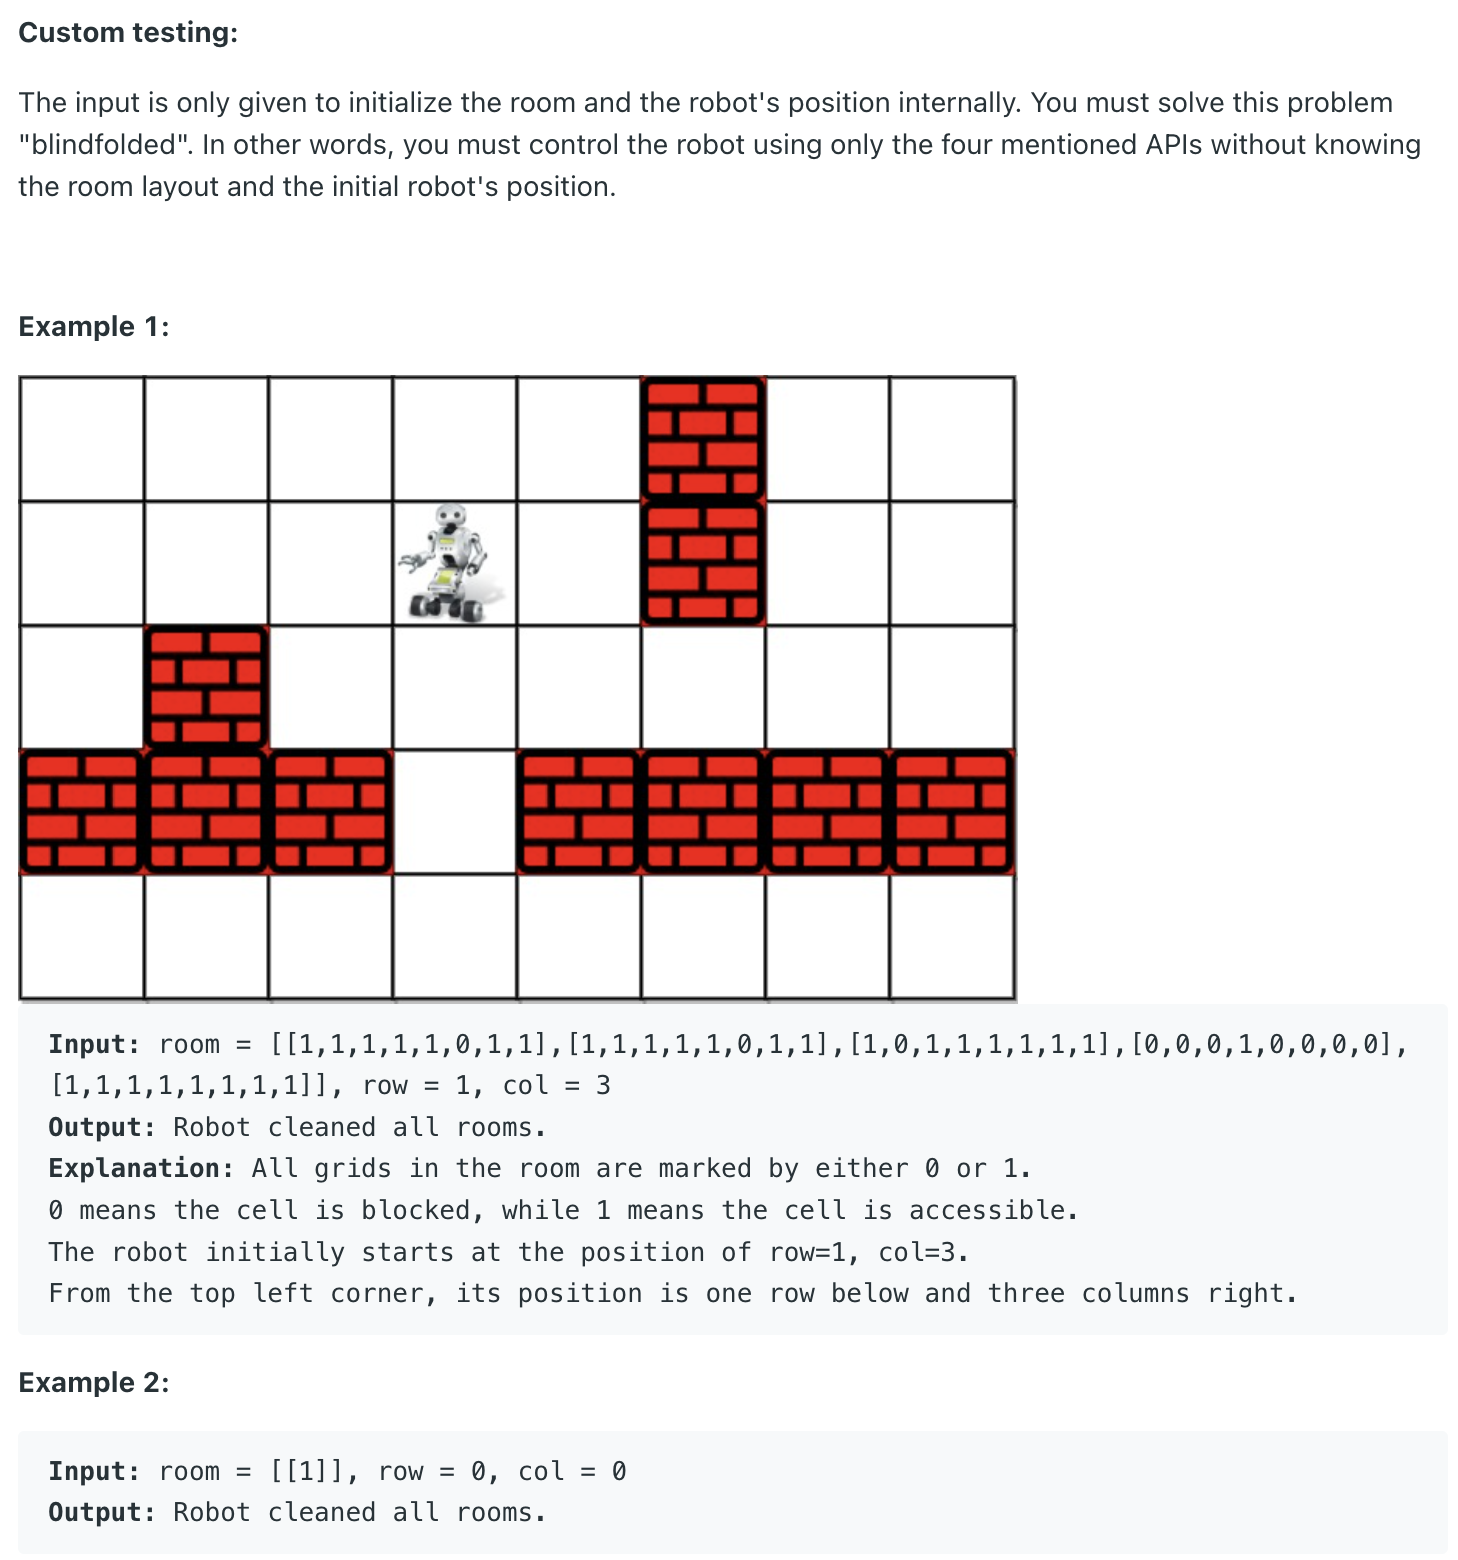 Custom testing:
The input is only given to initialize the room and the robot's position internally. You must solve this problem
"blindfolded". In other words, you must control the robot using only the four mentioned APIs without knowing
the room layout and the initial robot's position.
Example 1:
Input: room = [[1,1,1,1,1,0,1,1],[1,1,1,1,1,0,1,1],[1,0,1,1,1,1,1,1],[0,0,0,1,0,0,0,0],
[1,1,1,1,1,1,1,1]], row = 1, col = 3
Output: Robot cleaned all rooms.
Explanation: All grids in the room are marked by either 0 or 1.
0 means the cell is blocked, while 1 means the cell is accessible.
The robot initially starts at the position of row=1, col=3.
From the top left corner, its position is one row below and three columns right.
Example 2:
Input: room = [[1]], row = 0, col = 0
Output: Robot cleaned all rooms.